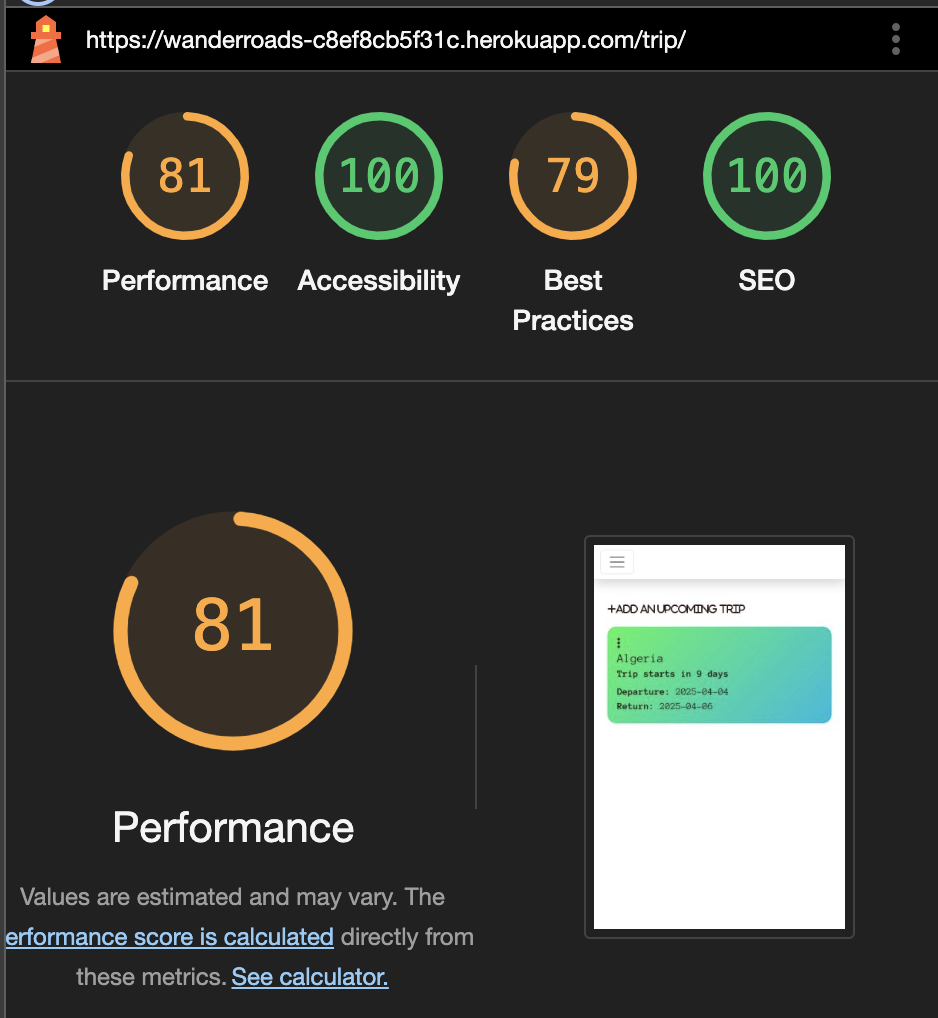 https://wanderroads-c8ef8cb5f31c.herokuapp.com/trip/
81
100
79
100
Performance
Accessibility
Best
Practices
SEO
81
Performance
Values are estimated and may vary. The
erformance score is calculated directly from
these metrics. See calculator.
+ADD AN UPCOMING TRIP
Algeria
Trip starts in 9 days
Departure: 2025-04-04
Return: 2025-04-06